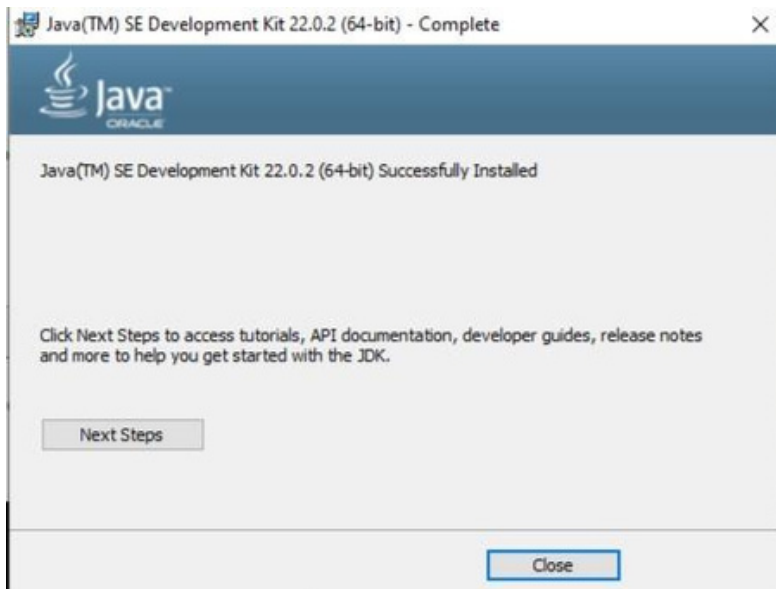 Java(TM) SE Development Kit 22.0.2 (64-bit) - Complete
Java™
ORACLE
Java(TM) SE Development Kit 22.0.2 (64-bit) Successfully Installed
Click Next Steps to access tutorials, API documentation, developer guides, release notes
and more to help you get started with the JDK.
Next Steps
Close